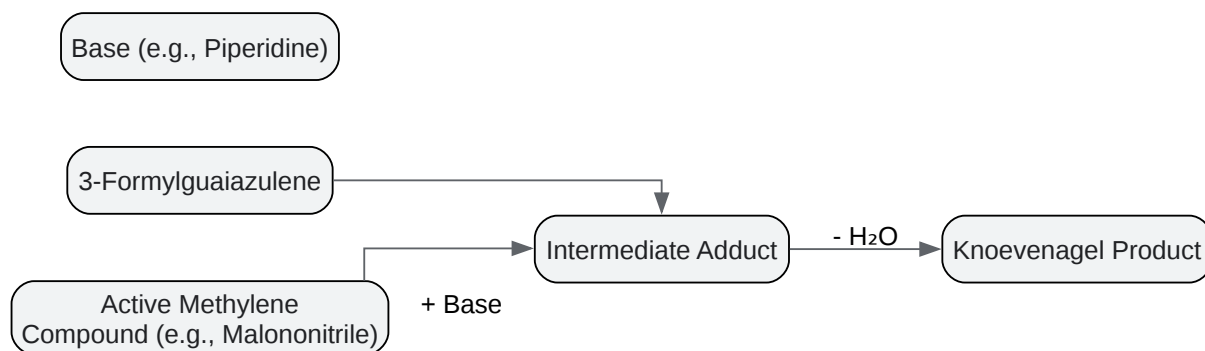 Base (e.g., Piperidine)
3-Formylguaiazulene
- H₂O
Intermediate Adduct
Knoevenagel Product
Active Methylene
Compound (e.g., Malononitrile)
+ Base